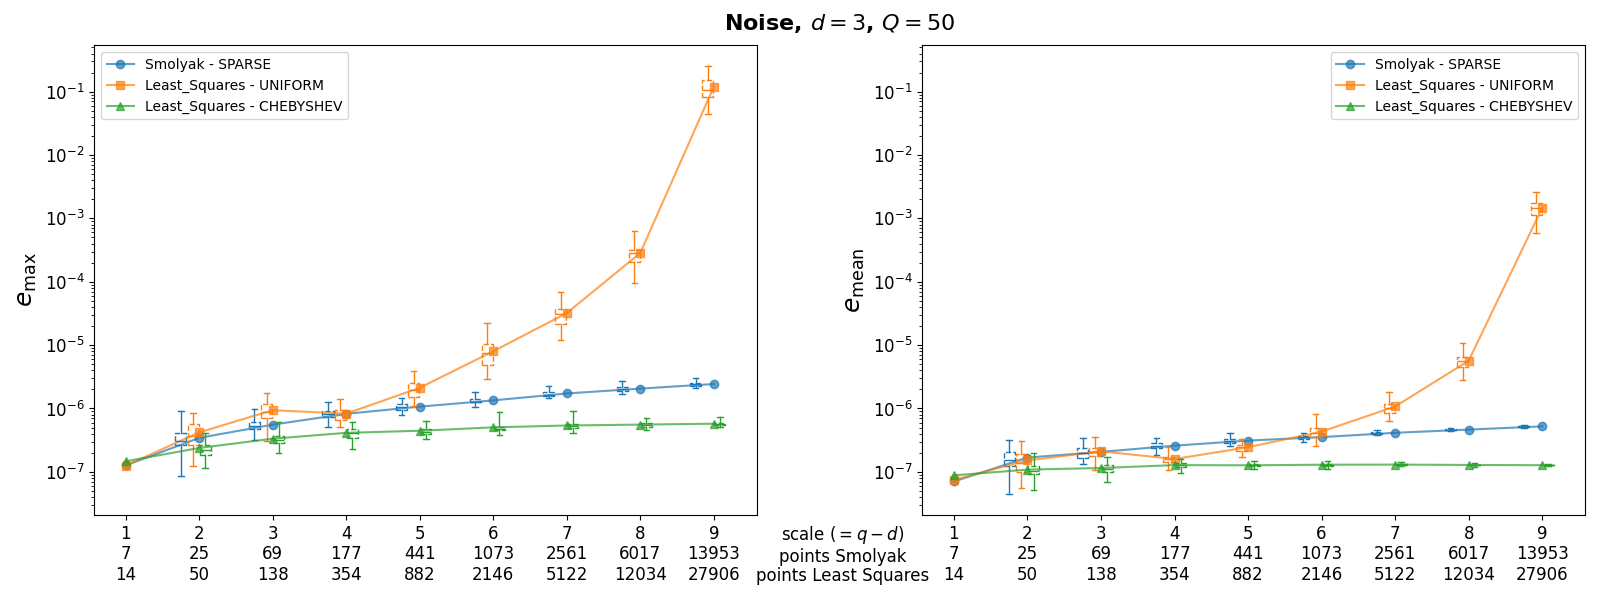 Noise, d = 3, Q = 50
Smolyak - SPARSE
Least_Squares - UNIFORM
Least_Squares - CHEBYSHEV
10⁻¹
10⁻²
10⁻³
10⁻⁴
10⁻⁵
10⁻⁶
10⁻⁷
e_max
1 2 3 4 5 6 7 8 9
7 25 69 177 441 1073 2561 6017 13953
14 50 138 354 882 2146 5122 12034 27906
scale (= q − d)
points Smolyak
points Least Squares
Smolyak - SPARSE
Least_Squares - UNIFORM
Least_Squares - CHEBYSHEV
10⁻¹
10⁻²
10⁻³
10⁻⁴
10⁻⁵
10⁻⁶
10⁻⁷
e_mean
1 2 3 4 5 6 7 8 9
7 25 69 177 441 1073 2561 6017 13953
14 50 138 354 882 2146 5122 12034 27906